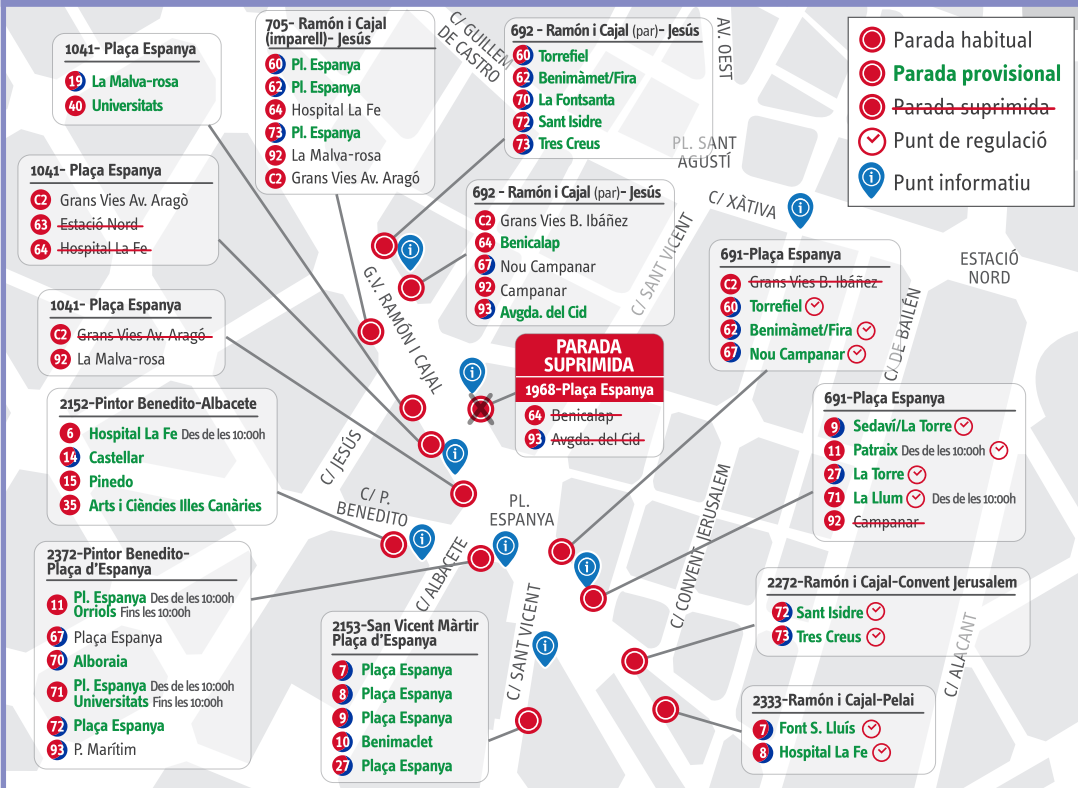 1041- Plaça Espanya
19 La Malva-rosa
40 Universitats
705- Ramón i Cajal
(imparell)- Jesús
60 Pl. Espanya
62 Pl. Espanya
64 Hospital La Fe
73 Pl. Espanya
92 La Malva-rosa
C2 Grans Vies Av. Aragó
C/ GUILLEM
DE CASTRO
692 - Ramón i Cajal (par)- Jesús
60 Torrefiel
62 Benimàmet/Fira
70 La Fontsanta
72 Sant Isidre
73 Tres Creus
AV. OEST
Parada habitual
Parada provisional
Parada suprimida
Punt de regulació
Punt informatiu
PL. SANT
AGUSTÍ
1041- Plaça Espanya
C2 Grans Vies Av. Aragò
63 Estació Nord
64 Hospital La Fe
692 - Ramón i Cajal (par)- Jesús
C2 Grans Vies B. Ibáñez
64 Benicalap
67 Nou Campanar
92 Campanar
93 Avgda. del Cid
C/ SANT VICENT
C/ XÀTIVA
ESTACIÓ
NORD
691-Plaça Espanya
C2 Grans Vies B. Ibáñez
60 Torrefiel
62 Benimàmet/Fira
67 Nou Campanar
C/ DE BAILÉN
G.V. RAMÓN I CAJAL
1041- Plaça Espanya
C2 Grans Vies Av. Aragó
92 La Malva-rosa
PARADA
SUPRIMIDA
1968-Plaça Espanya
64 Benicalap
93 Avgda. del Cid
691-Plaça Espanya
9 Sedaví/La Torre
11 Patraix Des de les 10:00h
27 La Torre
71 La Llum Des de les 10:00h
92 Campanar
2152-Pintor Benedito-Albacete
6 Hospital La Fe Des de les 10:00h
14 Castellar
15 Pinedo
35 Arts i Ciències Illes Canàries
C/ JESÚS
C/ P.
BENEDITO
PL.
ESPANYA
C/ CONVENT JERUSALEM
C/ ALBACETE
2372-Pintor Benedito-
Plaça d'Espanya
11 Pl. Espanya Des de les 10:00h
Orriols Fins les 10:00h
67 Plaça Espanya
70 Alboraia
71 Pl. Espanya Des de les 10:00h
Universitats Fins les 10:00h
72 Plaça Espanya
93 P. Marítim
2153-San Vicent Màrtir
Plaça d'Espanya
7 Plaça Espanya
8 Plaça Espanya
9 Plaça Espanya
10 Benimaclet
27 Plaça Espanya
C/ SANT VICENT
2272-Ramón i Cajal-Convent Jerusalem
72 Sant Isidre
73 Tres Creus
C/ ALACANT
2333-Ramón i Cajal-Pelai
7 Font S. Lluís
8 Hospital La Fe